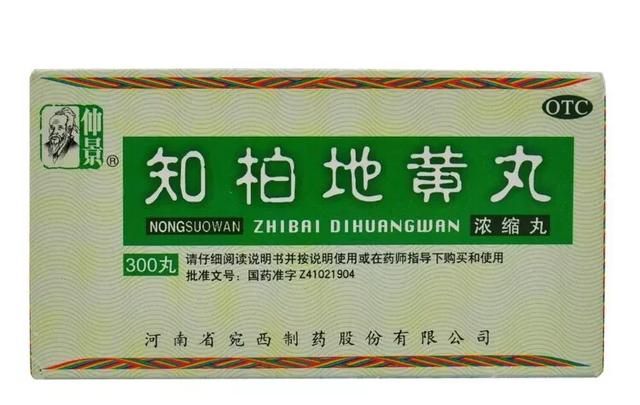 OTC
仲景®
知柏地黄丸
NONGSUOWAN ZHIBAI DIHUANGWAN 浓缩丸
300丸 请仔细阅读说明书并按说明使用或在药师指导下购买和使用
批准文号：国药准字Z41021904
河南省宛西制药股份有限公司